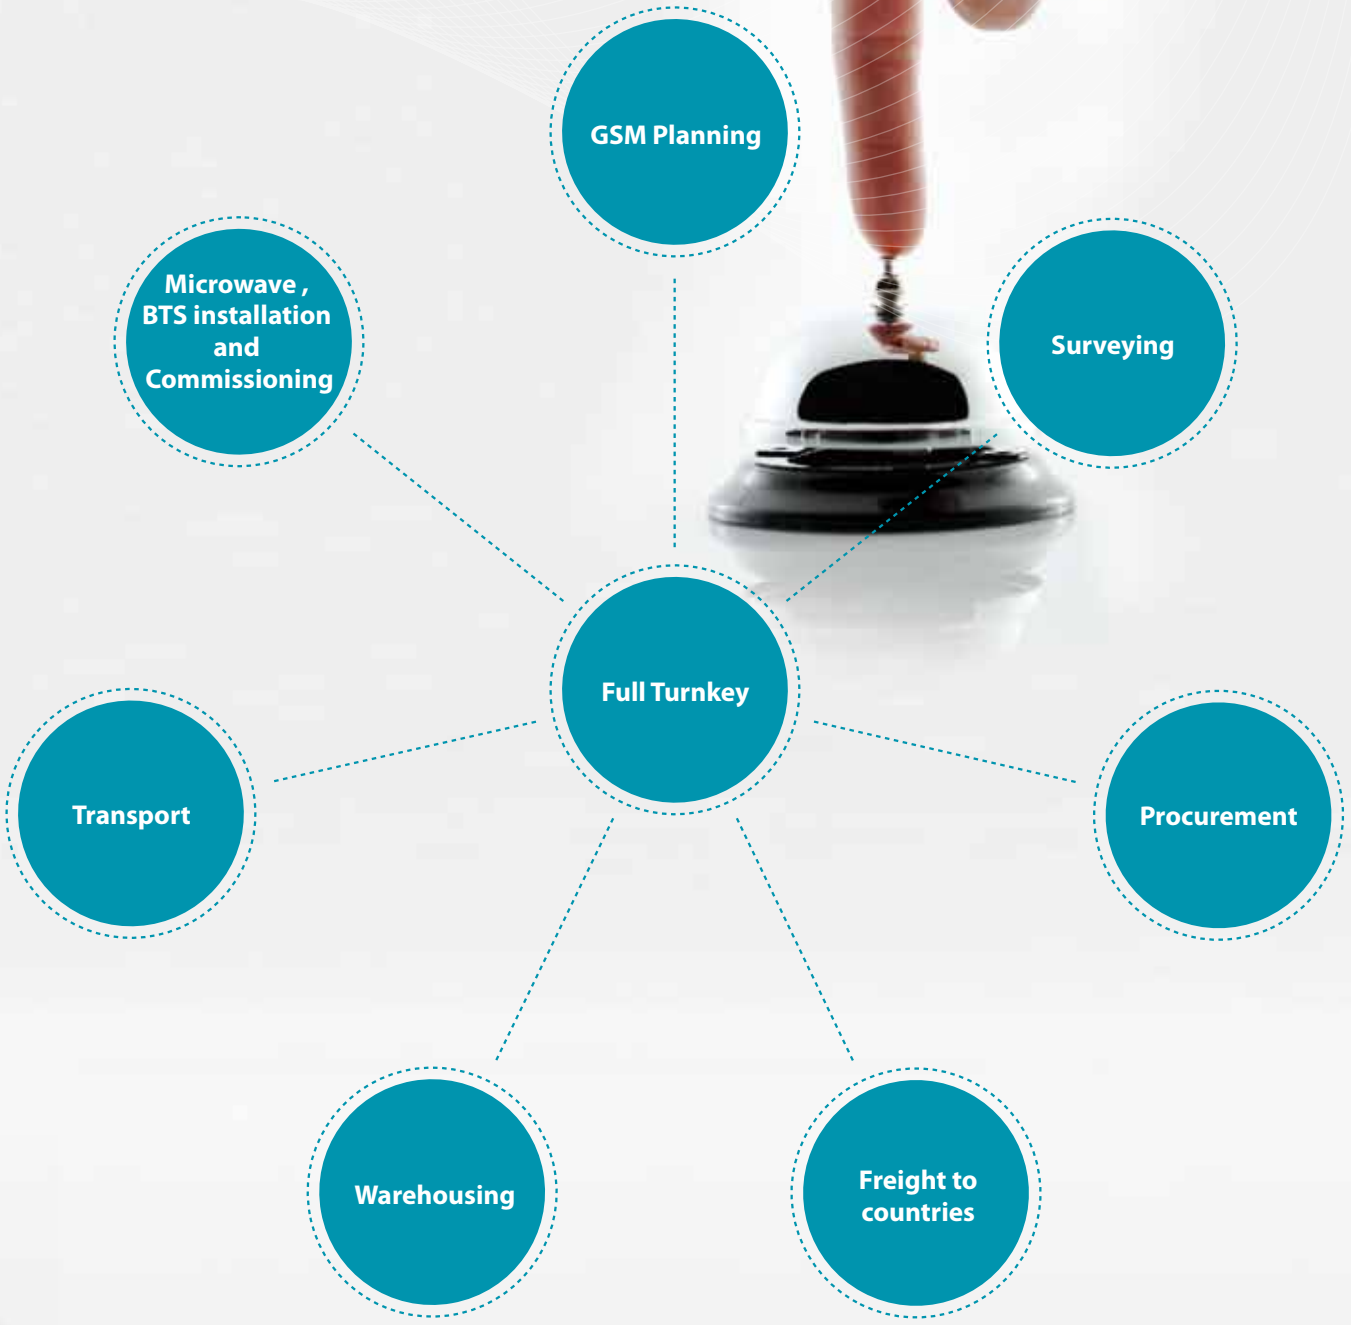 GSM Planning
Microwave ,
BTS installation
and
Commissioning
Surveying
Full Turnkey
Transport
Procurement
Warehousing
Freight to
countries